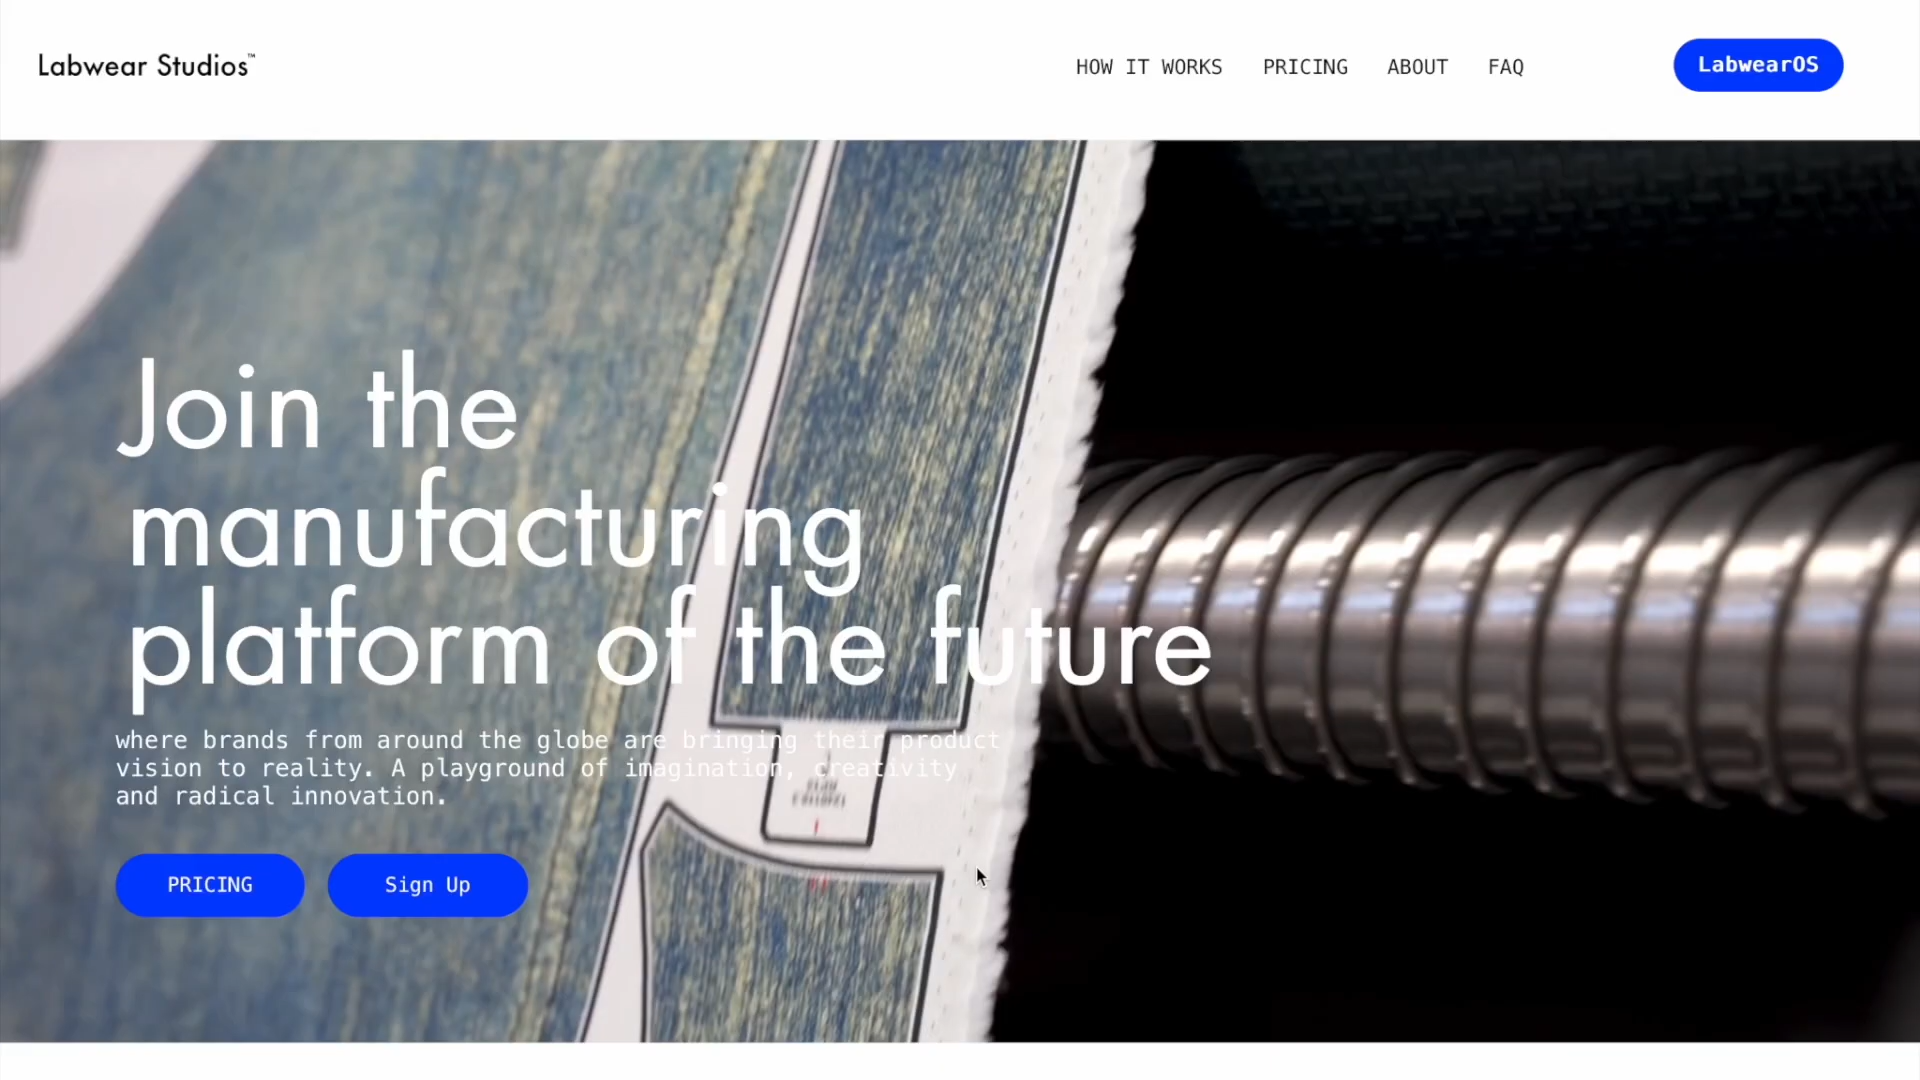 Labwear Studios™
HOW IT WORKS PRICING ABOUT FAQ
LabwearOS
Join the
manufacturing
platform of the future
where brands from around the globe are bringing their product
vision to reality. A playground of imagination, creativity
and radical innovation.
PRICING Sign Up